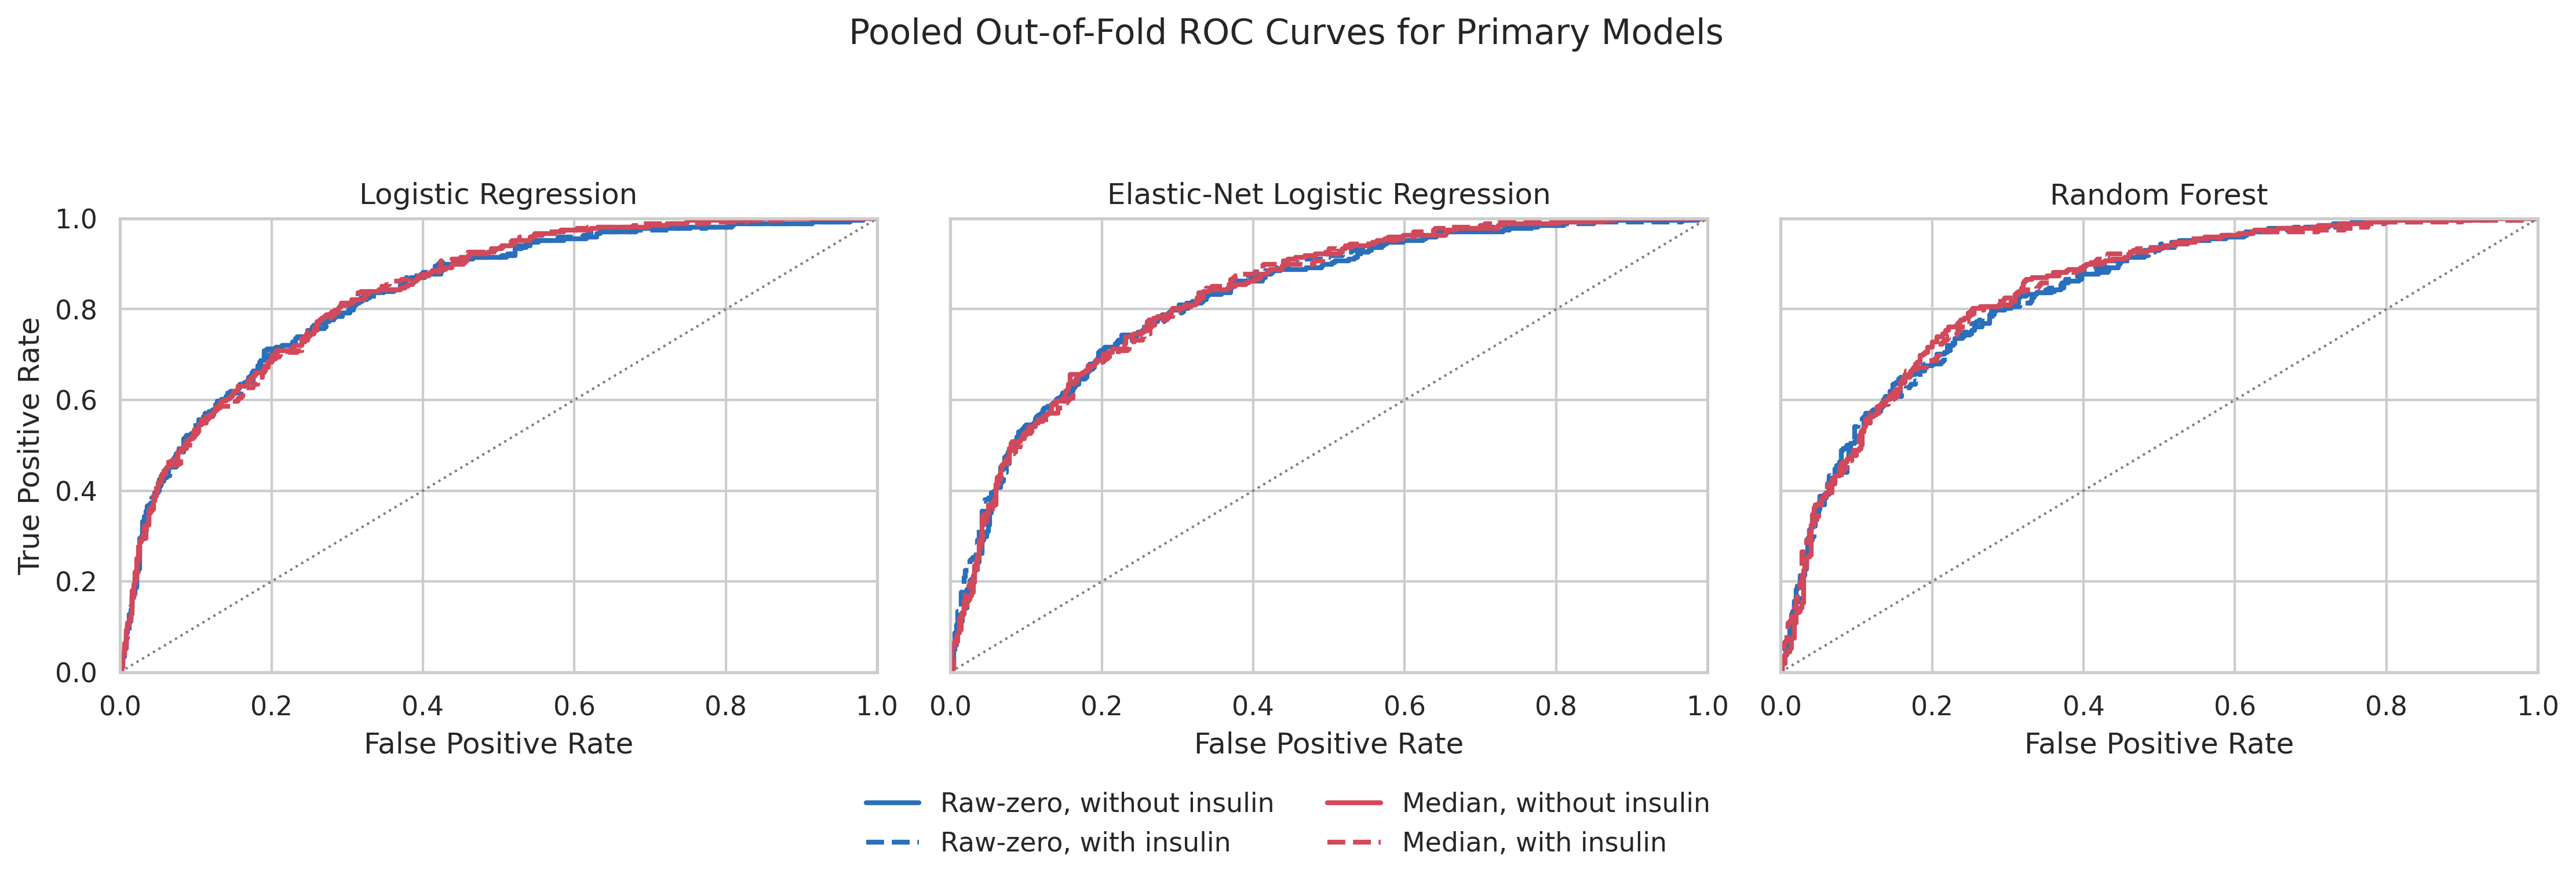 Pooled Out-of-Fold ROC Curves for Primary Models
Logistic Regression
Elastic-Net Logistic Regression
Random Forest
True Positive Rate
1.0
0.8
0.6
0.4
0.2
0.0
0.0 0.2 0.4 0.6 0.8 1.0
0.0 0.2 0.4 0.6 0.8 1.0
0.0 0.2 0.4 0.6 0.8 1.0
False Positive Rate
False Positive Rate
False Positive Rate
Raw-zero, without insulin
Raw-zero, with insulin
Median, without insulin
Median, with insulin